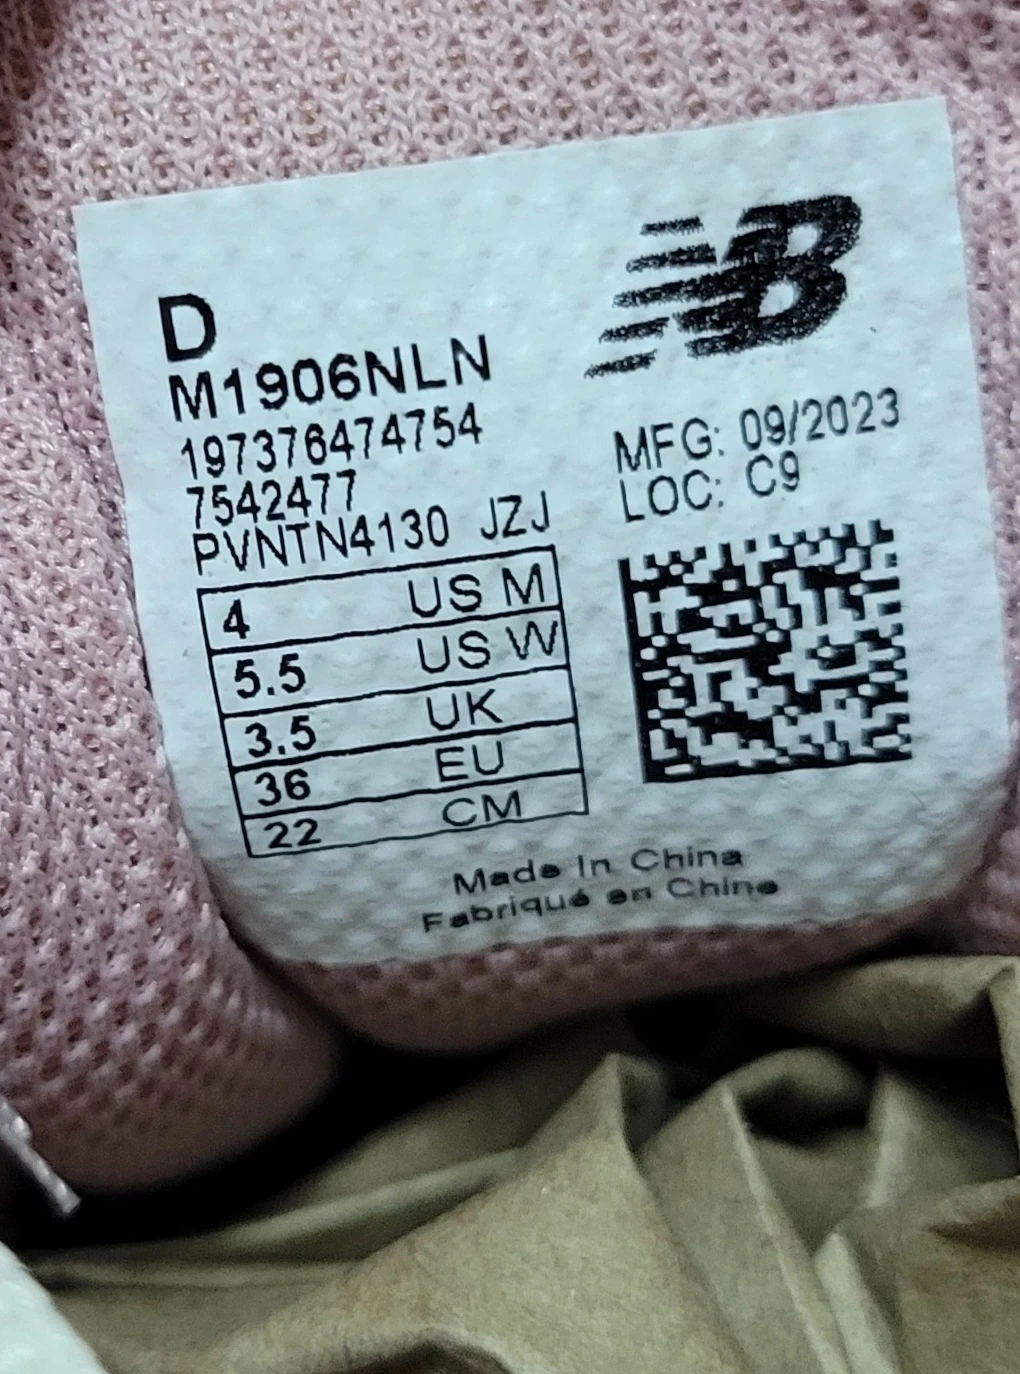 NB
D
M1906NLN
197376474754
7542477
PVNTN4130 JZJ
MFG: 09/2023
LOC: C9
4 US M
5.5 US W
3.5 UK
36 EU
22 CM
Made In China
Fabriqué en Chine